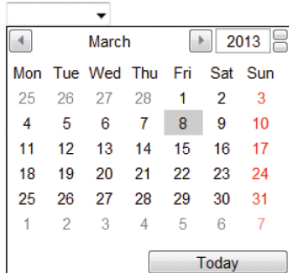 March 2013
Mon Tue Wed Thu Fri Sat Sun
25 26 27 28 1 2 3
4 5 6 7 8 9 10
11 12 13 14 15 16 17
18 19 20 21 22 23 24
25 26 27 28 29 30 31
1 2 3 4 5 6 7
Today